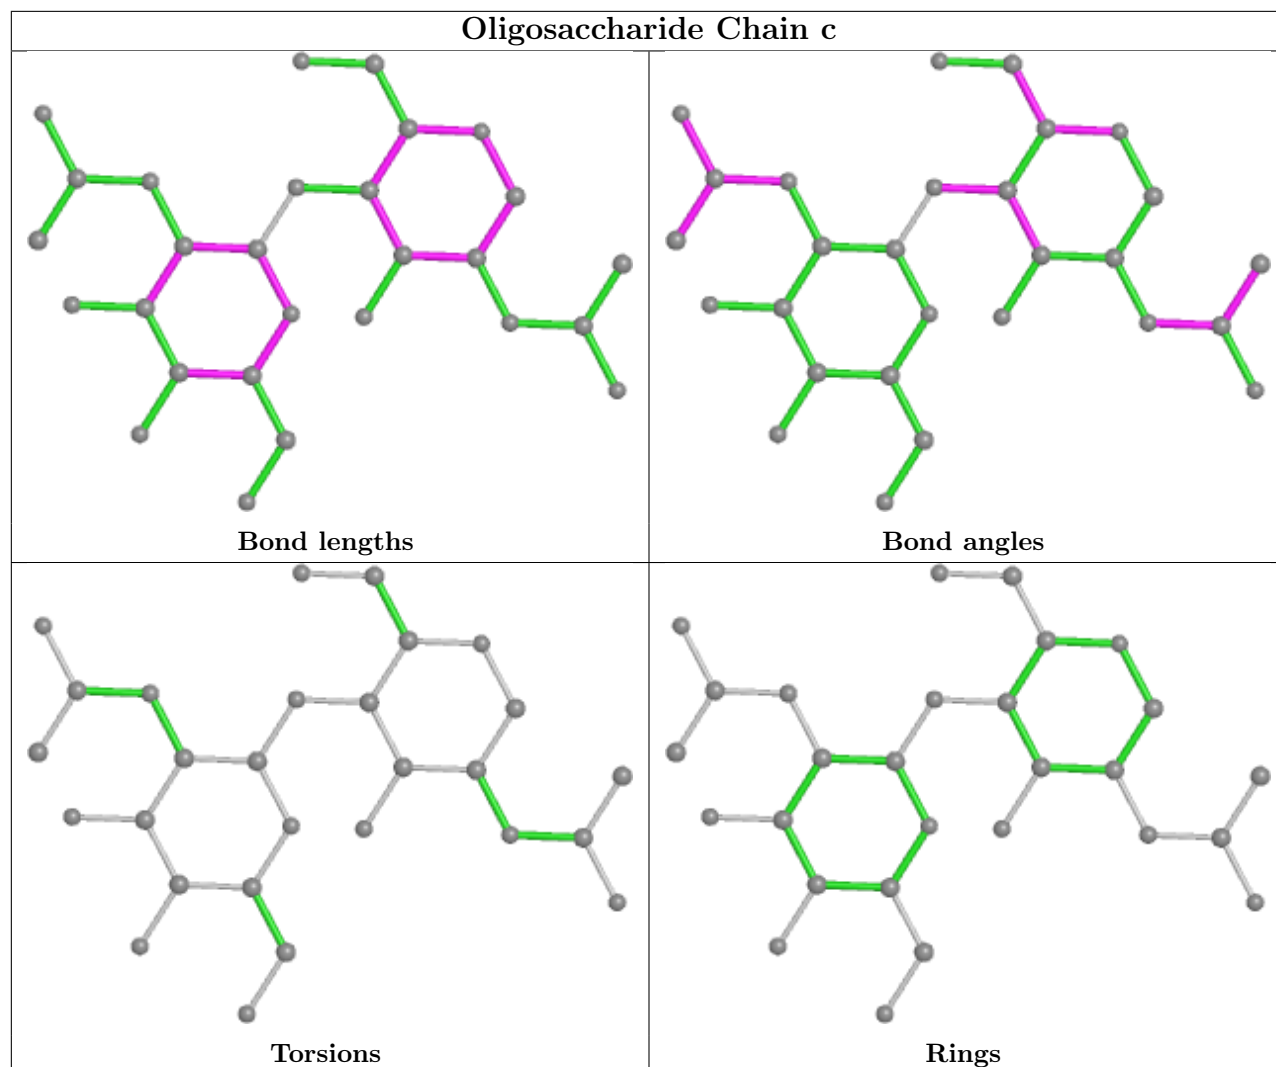 Oligosaccharide Chain c
Bond lengths
Bond angles
Torsions
Rings